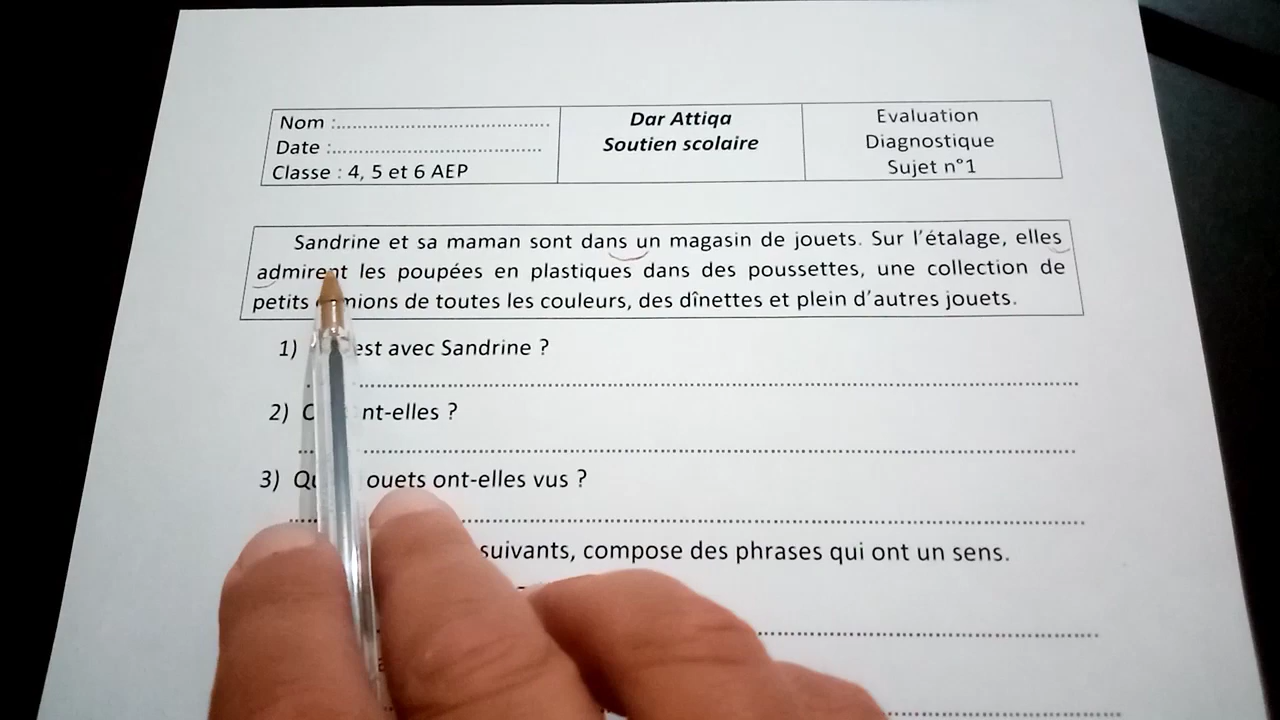 Nom :
Date :
Classe : 4, 5 et 6 AEP
Dar Attiqa
Soutien scolaire
Evaluation
Diagnostique
Sujet n°1
Sandrine et sa maman sont dans un magasin de jouets. Sur l'étalage, elles
admirent les poupées en plastiques dans des poussettes, une collection de
petits camions de toutes les couleurs, des dînettes et plein d'autres jouets.
1) est avec Sandrine ?
2) -elles ?
3) ont-elles vus ?
suivants, compose des phrases qui ont un sens.